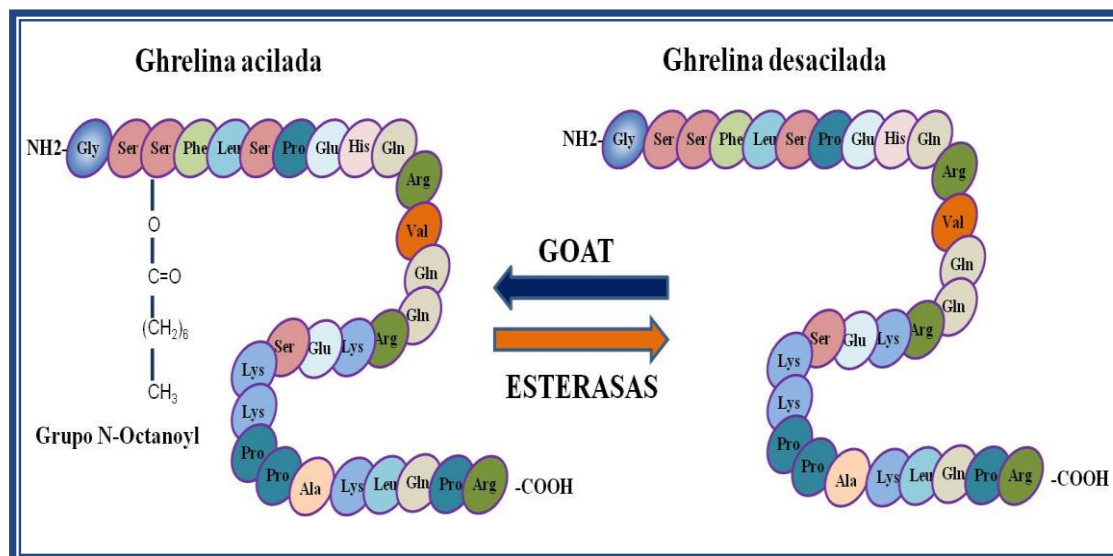 Ghrelina acilada
NH2- Gly Ser Ser Phe Leu Ser Pro Glu His Gln
Arg
Val
Gln
Gln
Arg
Lys
Glu
Ser
Lys
Lys
Pro
Pro
Ala
Lys
Leu
Gln
Pro
Arg
-COOH
O
C=O
(CH2)6
CH3
Grupo N-Octanoyl
GOAT
ESTERASAS
Ghrelina desacilada
NH2- Gly Ser Ser Phe Leu Ser Pro Glu His Gln
Arg
Val
Gln
Gln
Arg
Lys
Glu
Ser
Lys
Lys
Pro
Pro
Ala
Lys
Leu
Gln
Pro
Arg
-COOH